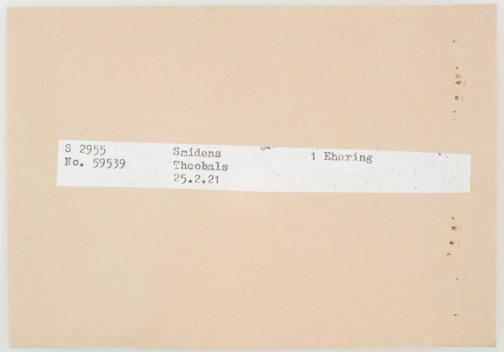 S 2955 Smidens 1 Ehering
No. 59539 Theobals
25.2.21